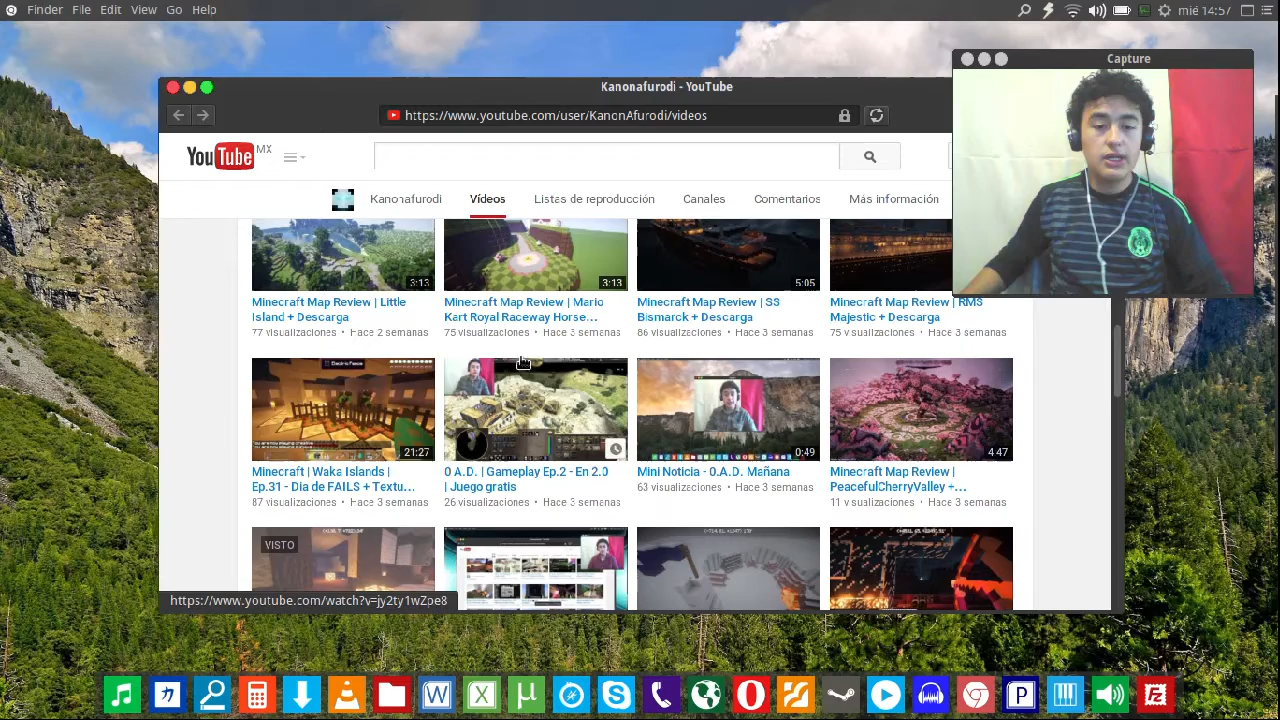 Finder File Edit View Go Help
mié 14:57
Capture
Kanonafurodi - YouTube
https://www.youtube.com/user/KanonAfurodi/videos
YouTube MX
Kanonafurodi Vídeos Listas de reproducción Canales Comentarios Más información
3:13 3:13 5:05
Minecraft Map Review | Little
Island + Descarga
77 visualizaciones • Hace 2 semanas
Minecraft Map Review | Mario
Kart Royal Raceway Horse...
75 visualizaciones • Hace 3 semanas
Minecraft Map Review | SS
Bismarck + Descarga
86 visualizaciones • Hace 3 semanas
Minecraft Map Review | RMS
Majestic + Descarga
75 visualizaciones • Hace 3 semanas
21:27
Minecraft | Waka Islands |
Ep.31 - Dia de FAILS + Textu...
87 visualizaciones • Hace 3 semanas
0 A.D. | Gameplay Ep.2 - En 2.0
| Juego gratis
26 visualizaciones • Hace 3 semanas
0:49
Mini Noticia - 0.A.D. Mañana
63 visualizaciones • Hace 3 semanas
4:47
Minecraft Map Review |
PeacefulCherryValley +...
11 visualizaciones • Hace 3 semanas
VISTO
https://www.youtube.com/watch?v=jy2ty1wZpe8